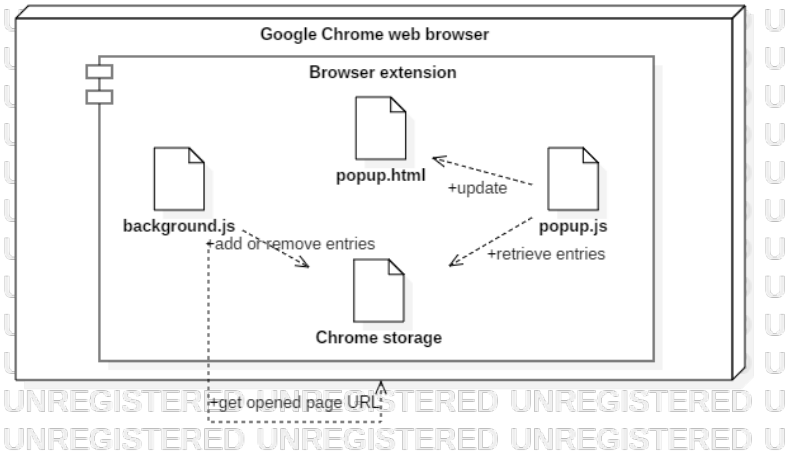 Google Chrome web browser
Browser extension
popup.html
+update
background.js
popup.js
+add or remove entries
+retrieve entries
Chrome storage
+get opened page URL
UNREGISTERED UNREGISTERED UNREGISTERED U
UNREGISTERED UNREGISTERED UNREGISTERED U